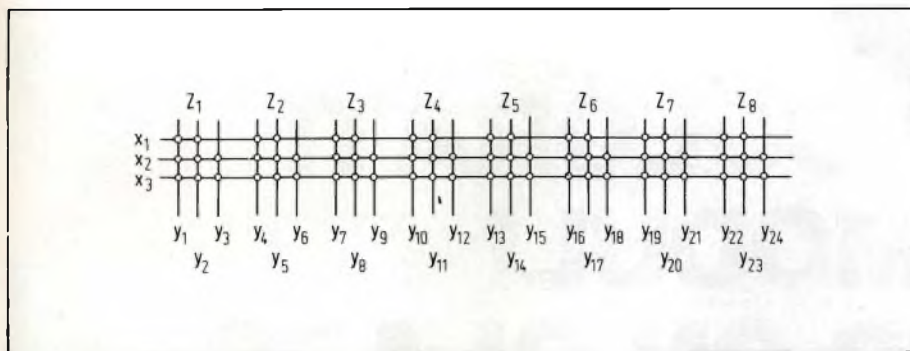 Z₁ Z₂ Z₃ Z₄ Z₅ Z₆ Z₇ Z₈
x₁
x₂
x₃
y₁ y₃ y₄ y₆ y₇ y₉ y₁₀ y₁₂ y₁₃ y₁₅ y₁₆ y₁₈ y₁₉ y₂₁ y₂₂ y₂₄
y₂ y₅ y₈ y₁₁ y₁₄ y₁₇ y₂₀ y₂₃